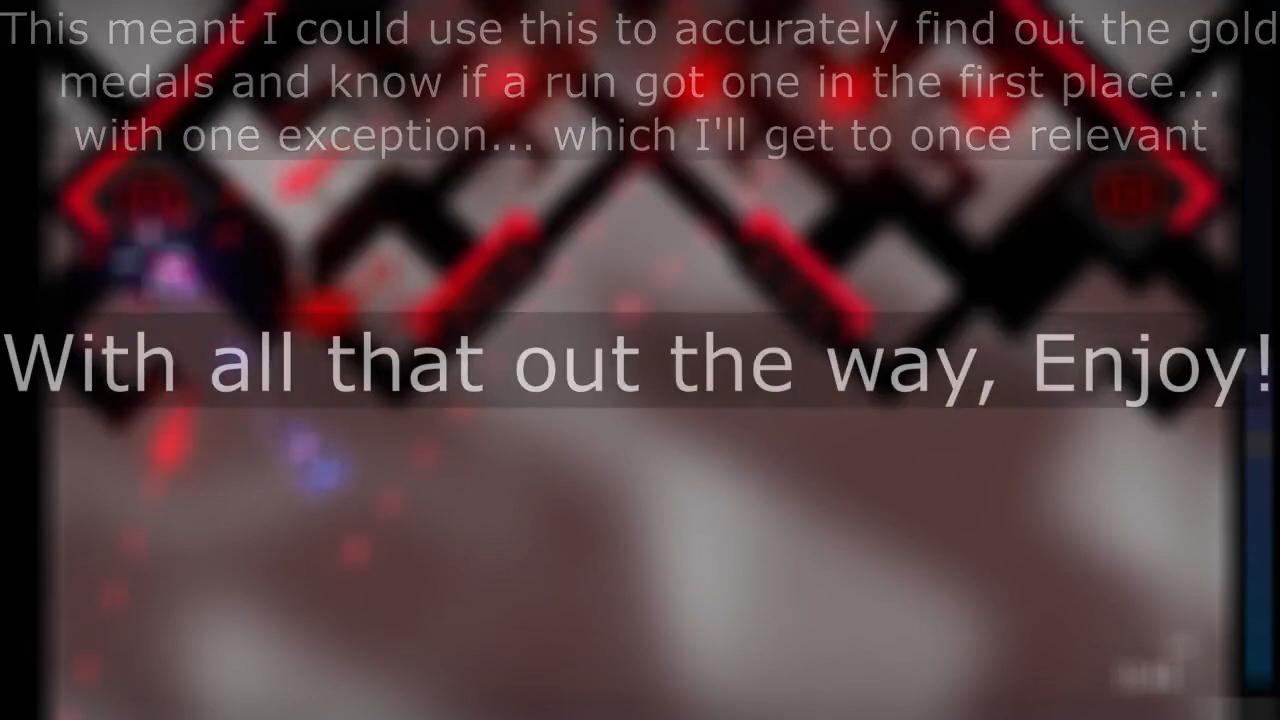 This meant I could use this to accurately find out the gold
medals and know if a run got one in the first place...
with one exception... which I'll get to once relevant
With all that out the way, Enjoy!